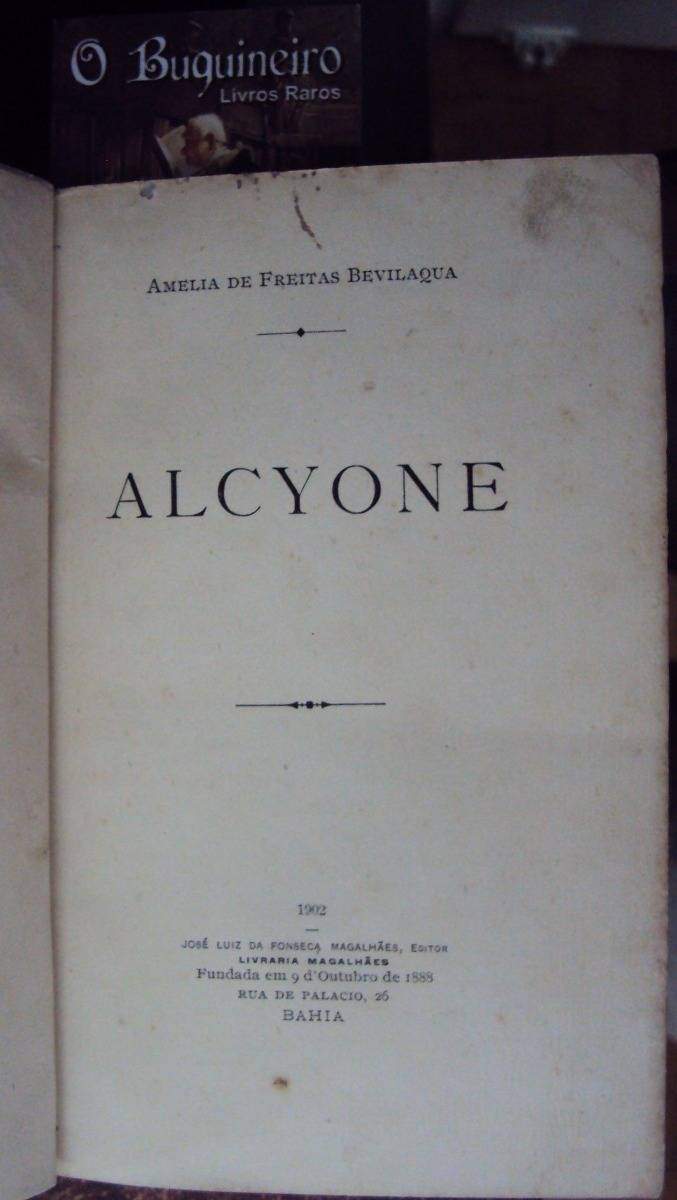 O Buquineiro
Livros Raros
AMELIA DE FREITAS BEVILAQUA
ALCYONE
1902
JOSÉ LUIZ DA FONSECA MAGALHÃES, EDITOR
LIVRARIA MAGALHÃES
Fundada em 9 d'Outubro de 1888
RUA DE PALACIO, 26
BAHIA